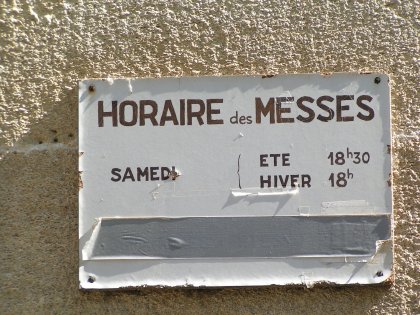 HORAIRE des MESSES
SAMEDI ETE 18h30
HIVER 18h